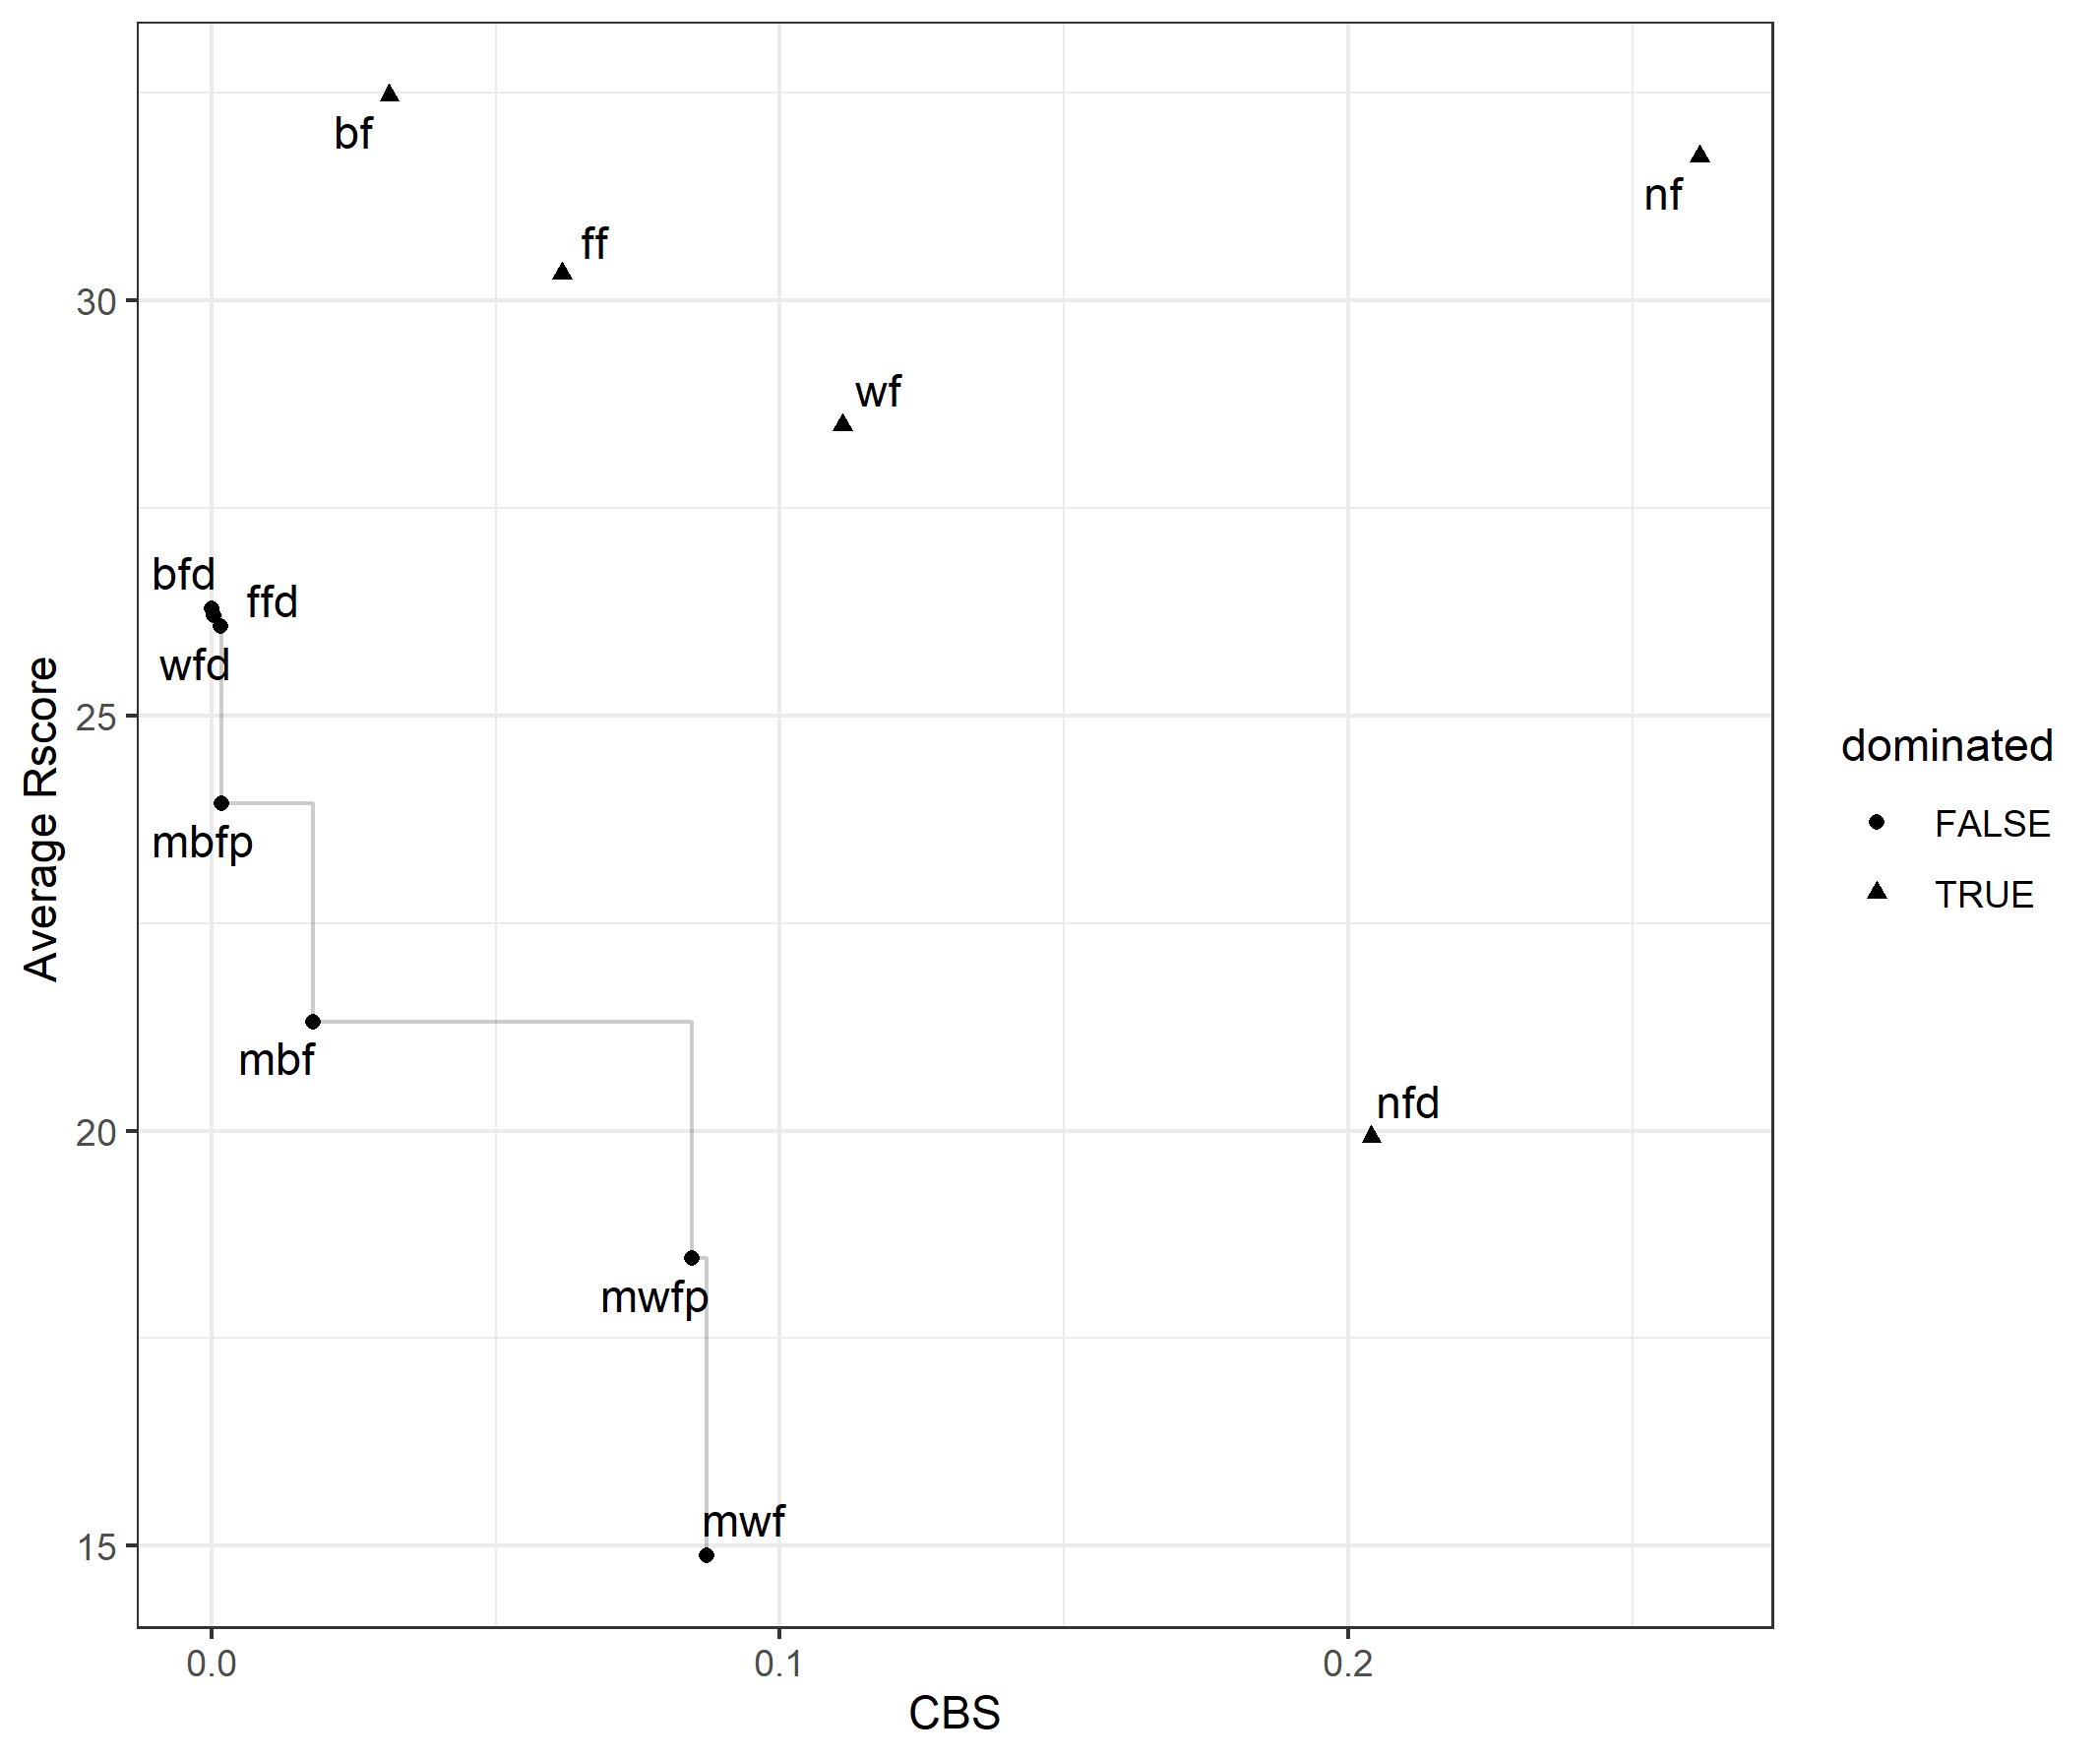 bf
nf
ff
30
wf
bfd
ffd
wfd
25
Average Rscore
dominated
FALSE
TRUE
mbfp
mbf
nfd
20
mwfp
mwf
15
0.0
0.1
0.2
CBS